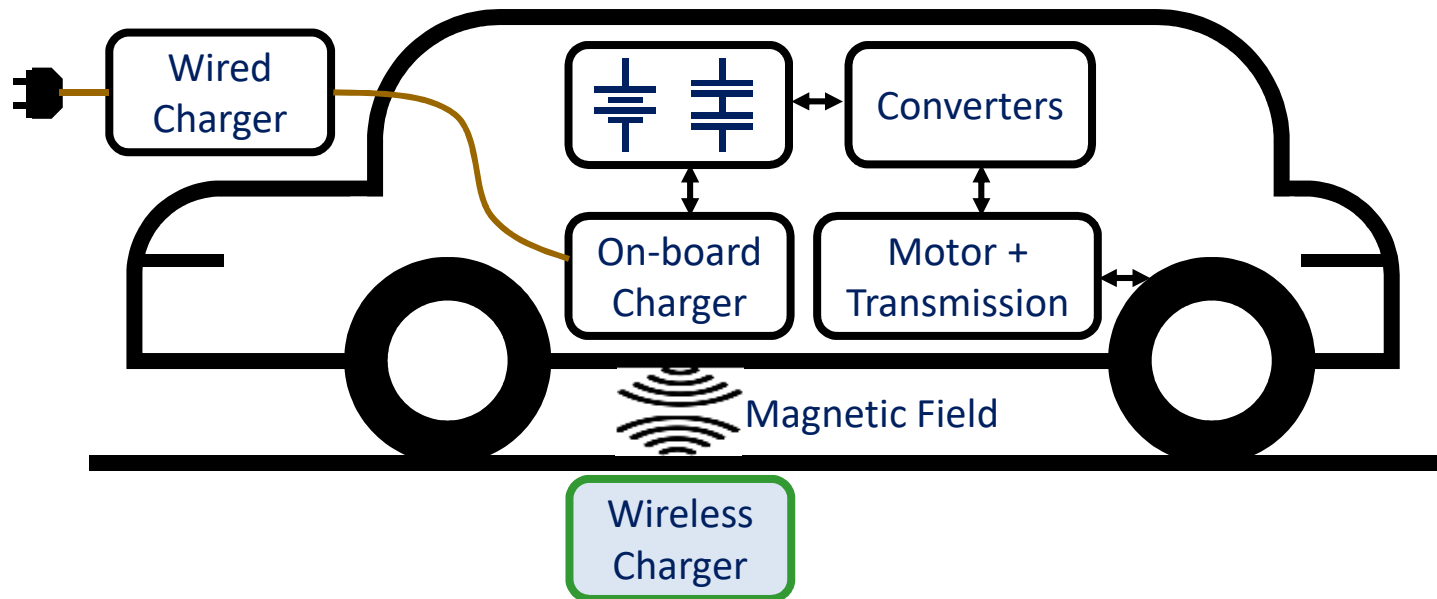 Wired
Charger
Converters
On-board
Charger
Motor +
Transmission
Magnetic Field
Wireless
Charger